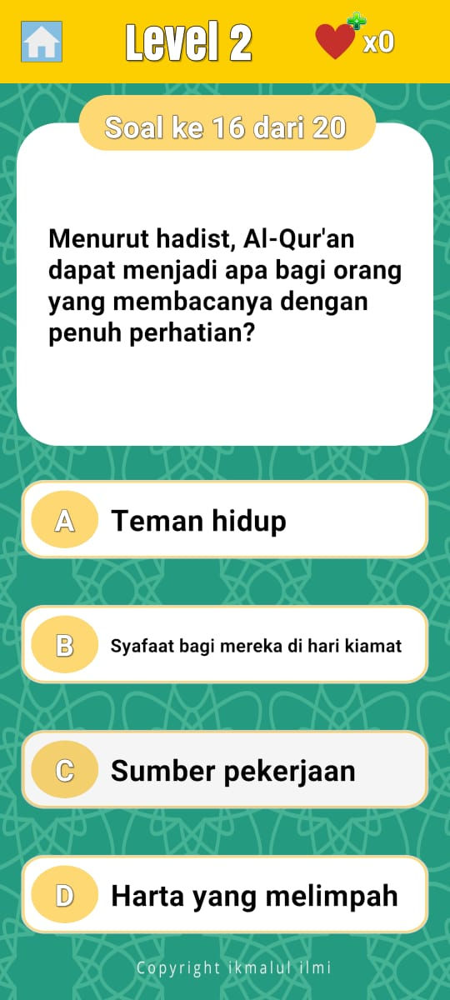 Level 2
x0
Soal ke 16 dari 20
Menurut hadist, Al-Qur'an
dapat menjadi apa bagi orang
yang membacanya dengan
penuh perhatian?
A Teman hidup
B Syafaat bagi mereka di hari kiamat
C Sumber pekerjaan
D Harta yang melimpah
Copyright ikmalul ilmi